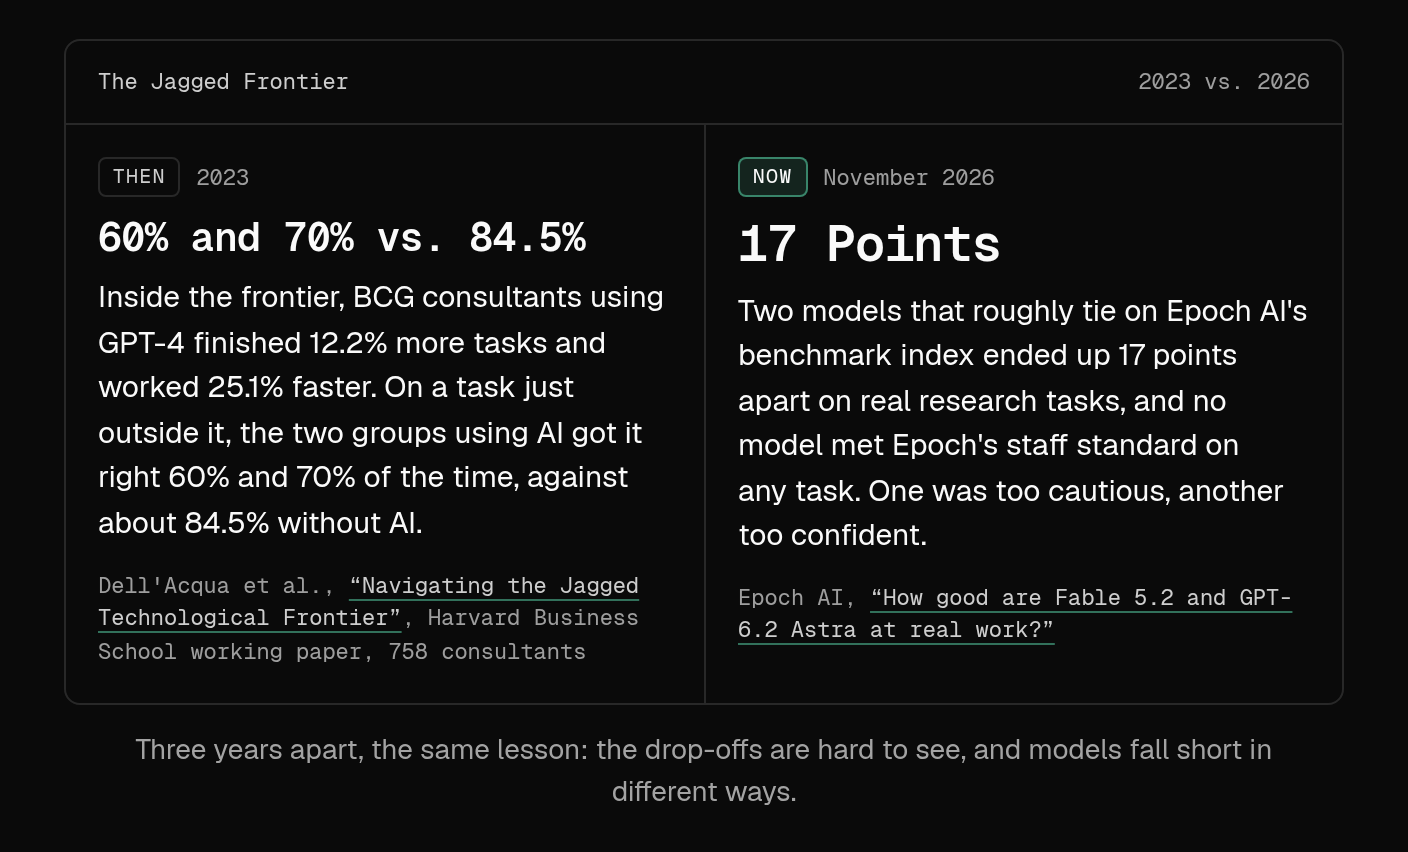 The Jagged Frontier
2023 vs. 2026
THEN
2023
60% and 70% vs. 84.5%
Inside the frontier, BCG consultants using
GPT-4 finished 12.2% more tasks and
worked 25.1% faster. On a task just
outside it, the two groups using AI got it
right 60% and 70% of the time, against
about 84.5% without AI.
Dell'Acqua et al., “Navigating the Jagged
Technological Frontier”, Harvard Business
School working paper, 758 consultants
NOW
November 2026
17 Points
Two models that roughly tie on Epoch AI's
benchmark index ended up 17 points
apart on real research tasks, and no
model met Epoch's staff standard on
any task. One was too cautious, another
too confident.
Epoch AI, “How good are Fable 5.2 and GPT-
6.2 Astra at real work?”
Three years apart, the same lesson: the drop-offs are hard to see, and models fall short in
different ways.